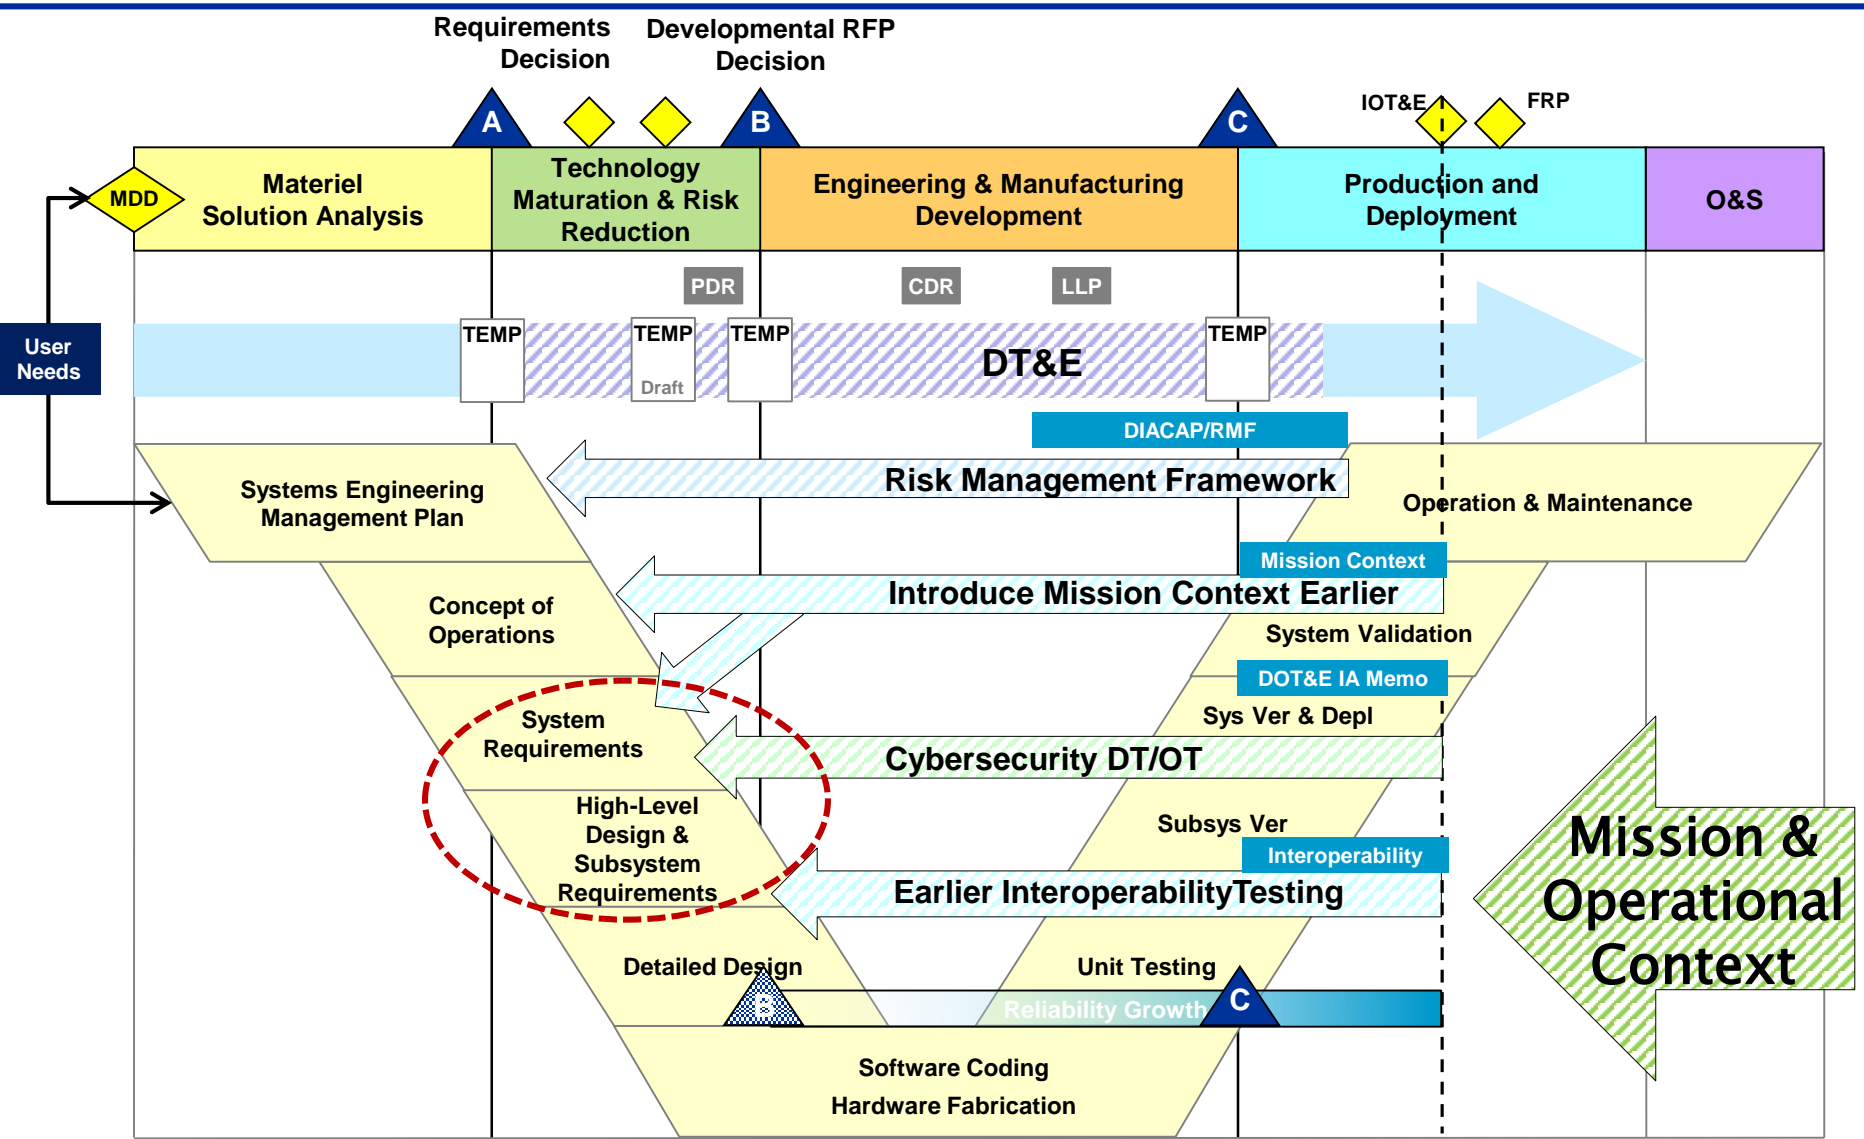 Requirements
Decision
Developmental RFP
Decision
A
B
C
IOT&E
FRP
MDD
Materiel
Solution Analysis
Technology
Maturation & Risk
Reduction
Engineering & Manufacturing
Development
Production and
Deployment
O&S
PDR
CDR
LLP
User
Needs
TEMP
TEMP
Draft
TEMP
DT&E
TEMP
DIACAP/RMF
Risk Management Framework
Systems Engineering
Management Plan
Operation & Maintenance
Mission Context
Introduce Mission Context Earlier
Concept of
Operations
System Validation
DOT&E IA Memo
System
Requirements
Sys Ver & Depl
Cybersecurity DT/OT
High-Level
Design &
Subsystem
Requirements
Subsys Ver
Interoperability
Earlier InteroperabilityTesting
Mission &
Operational
Context
Detailed Design
Unit Testing
B
Reliability Growth
C
Software Coding
Hardware Fabrication